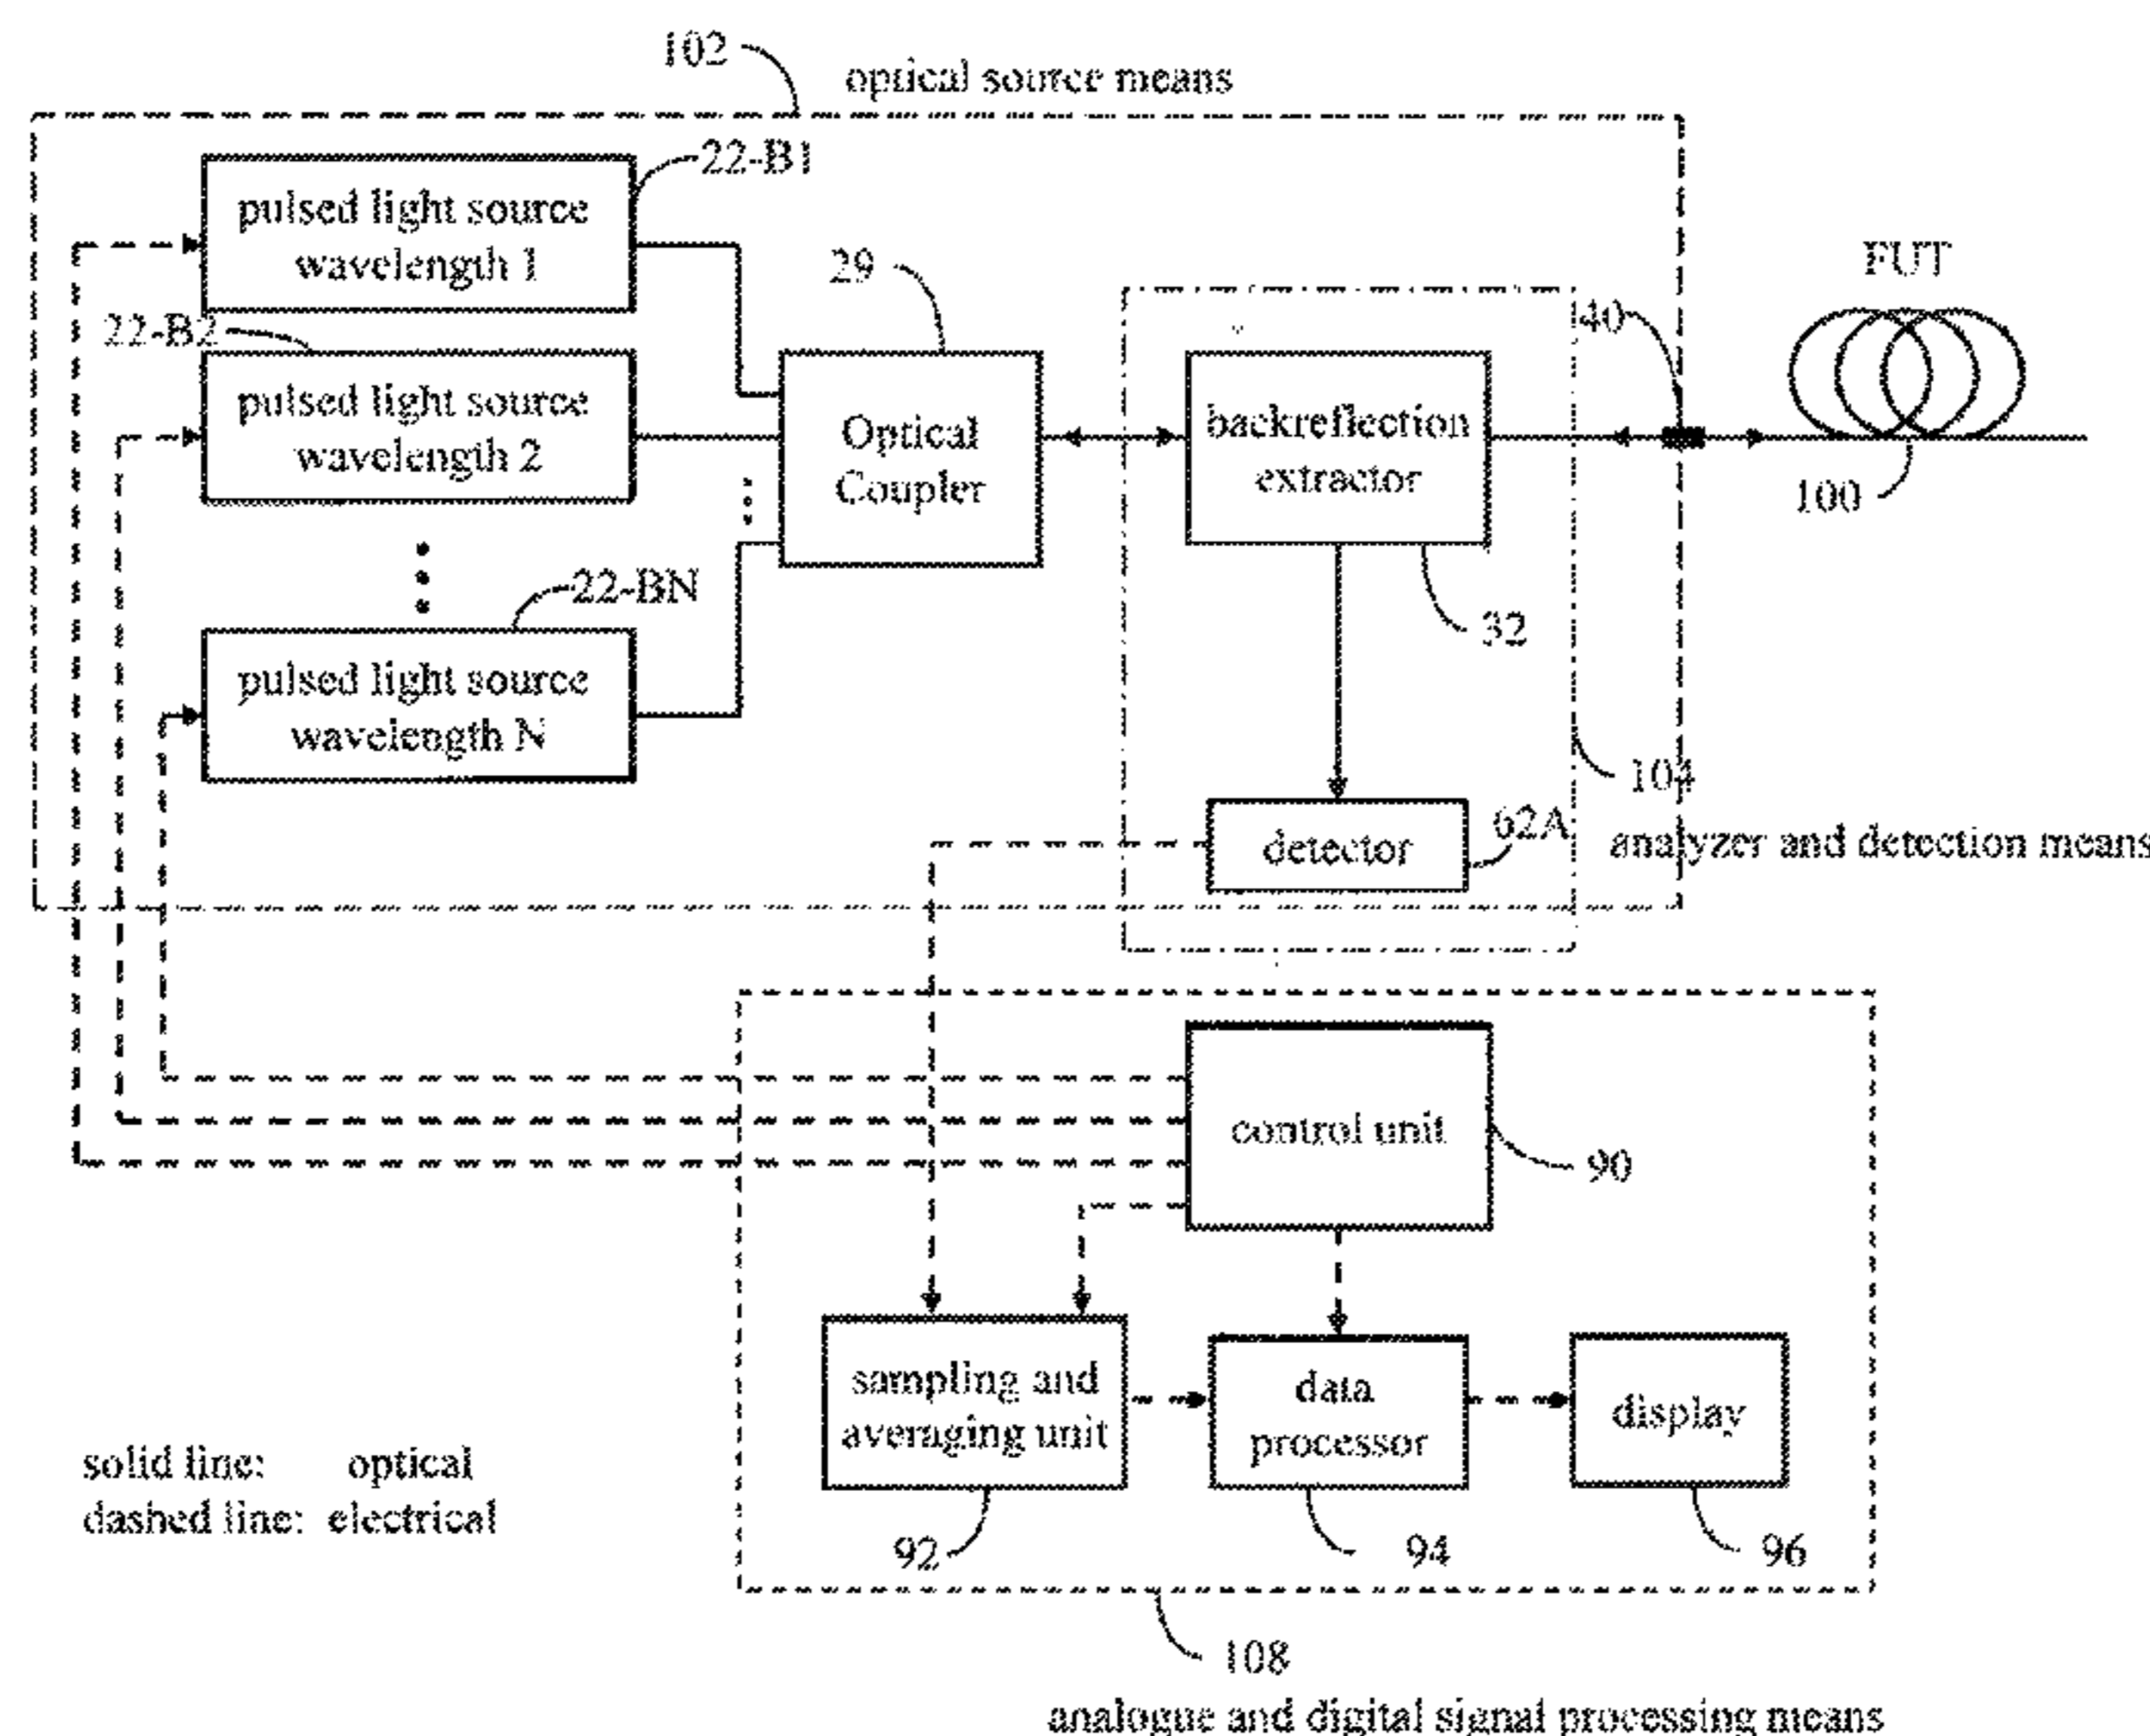 102
optical source means
22-B1
pulsed light source
wavelength 1
29
FUT
22-B2
40
pulsed light source
wavelength 2
Optical
Coupler
backreflection
extractor
100
22-BN
32
pulsed light source
wavelength N
104
62A
detector
analyzer and detection means
control unit
90
sampling and
averaging unit
data
processor
display
solid line: optical
dashed line: electrical
92
94
96
108
analogue and digital signal processing means